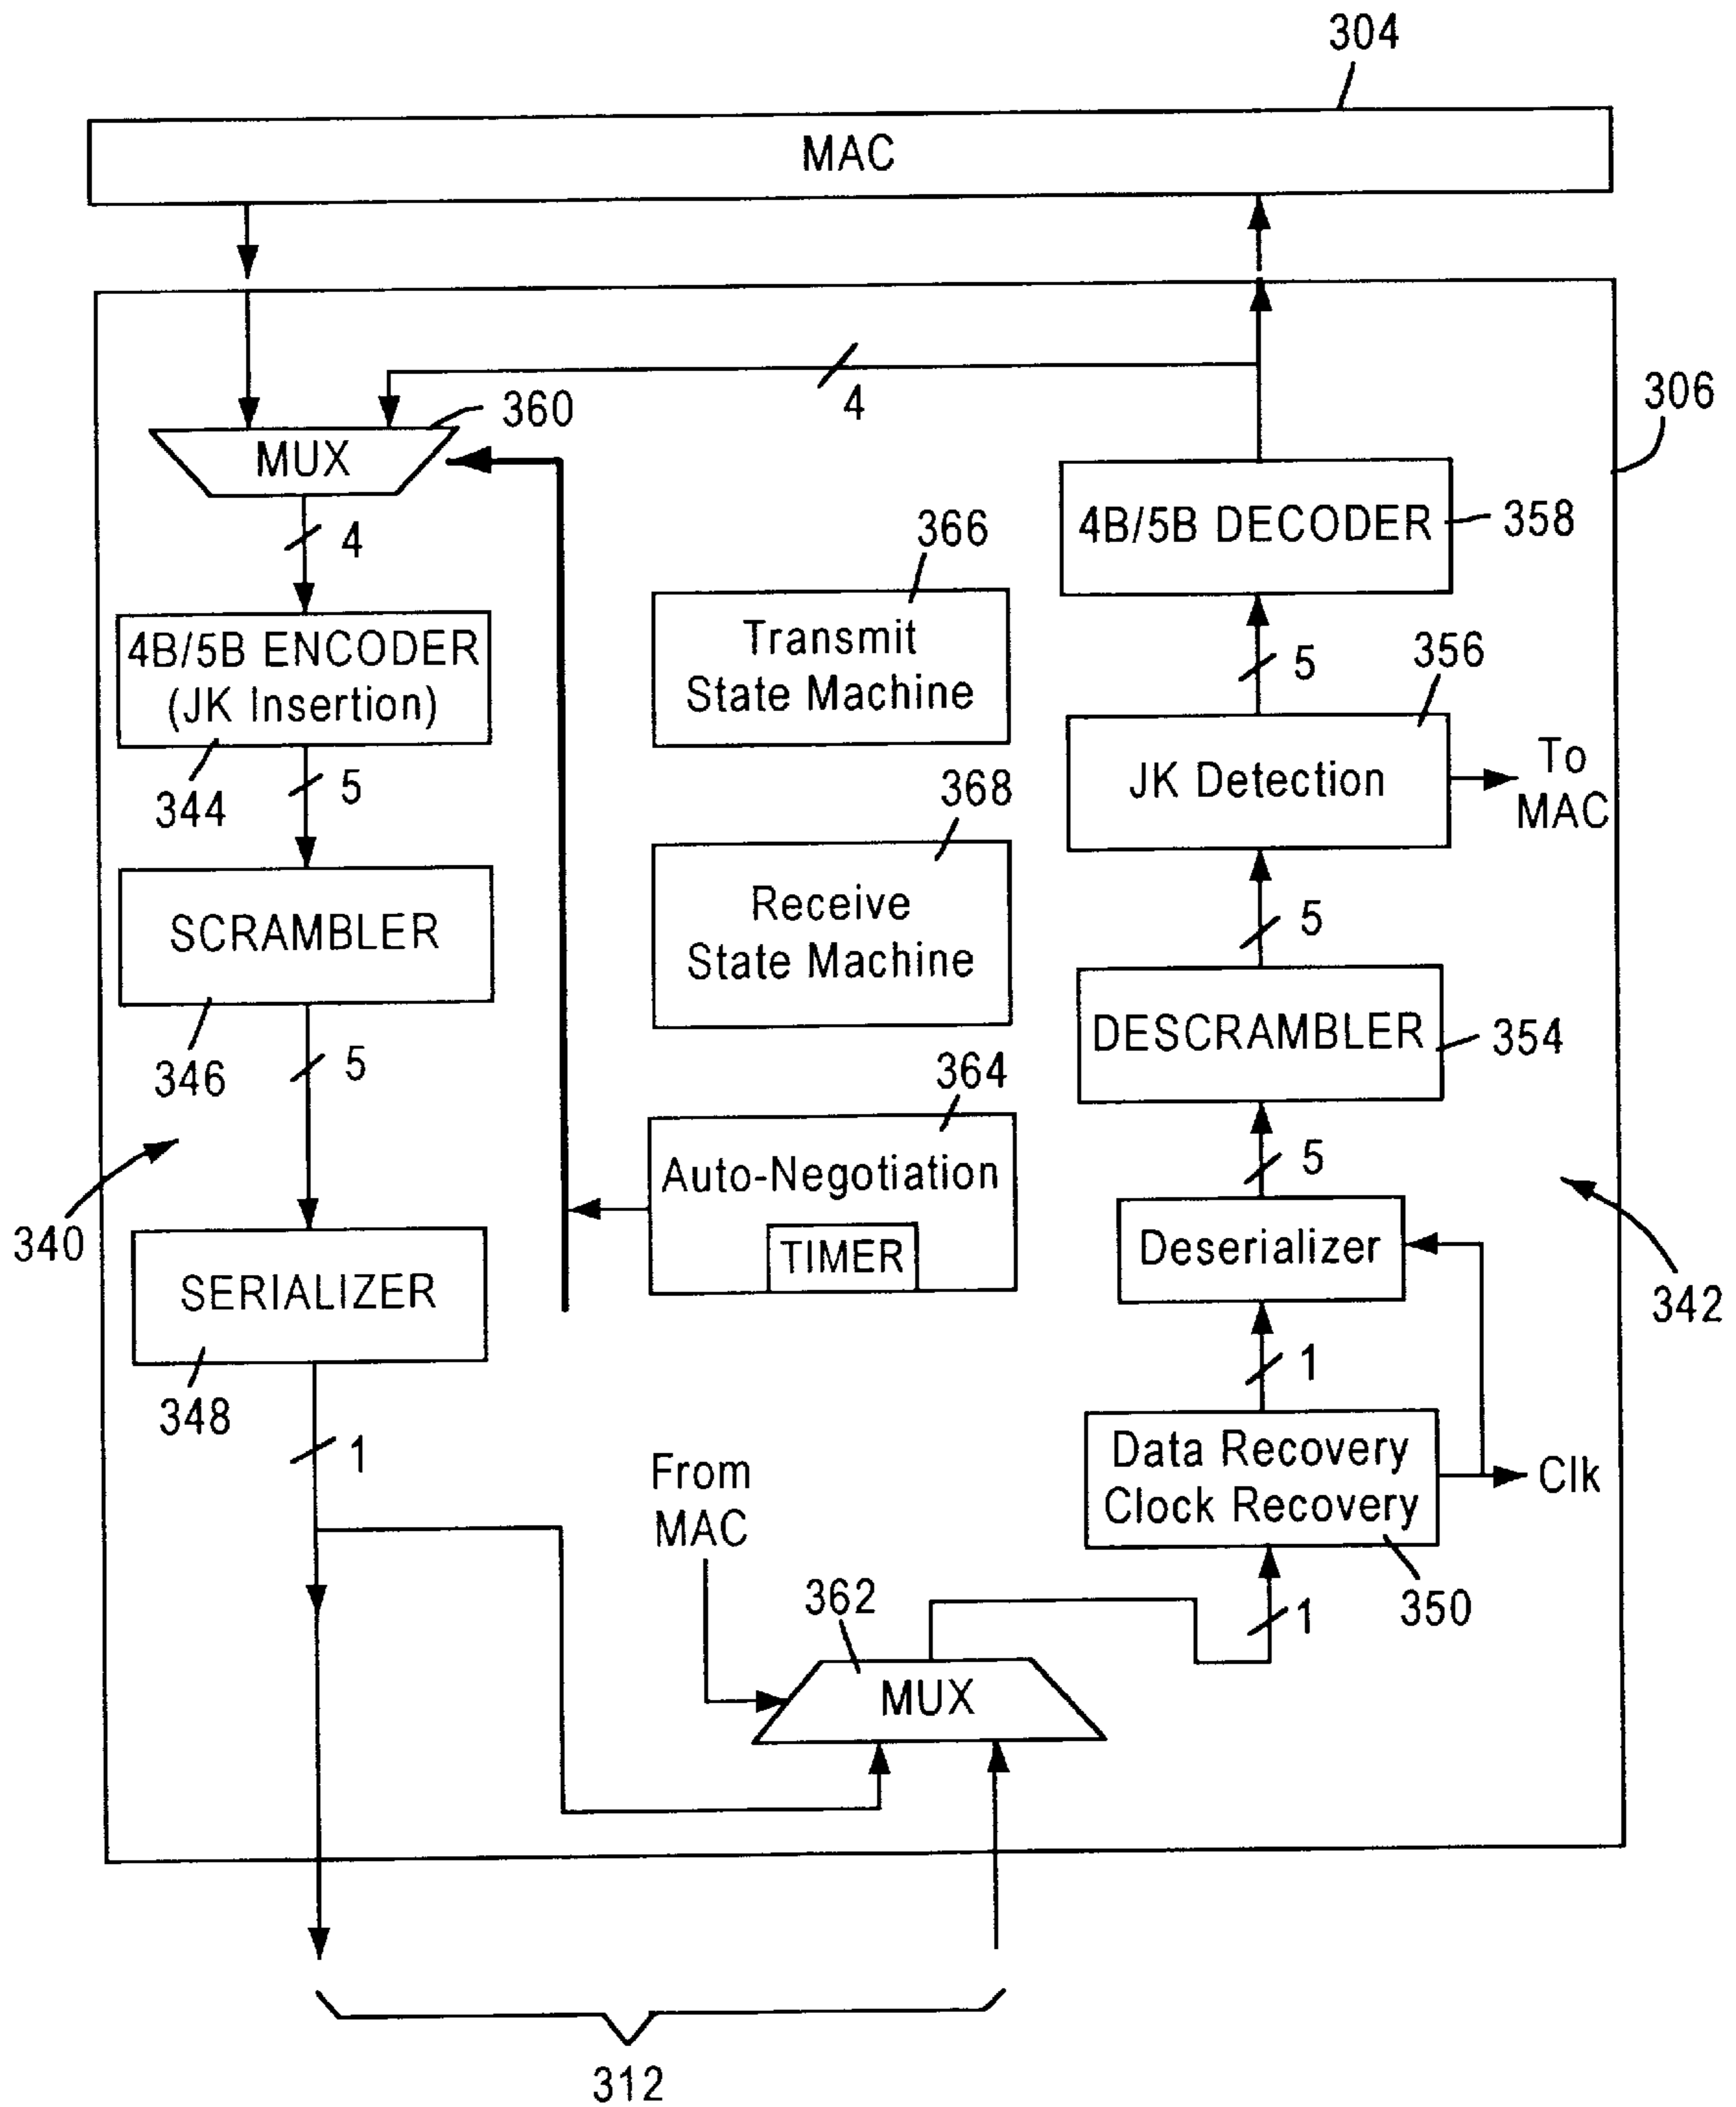 304
MAC
306
4
360
MUX
4
4B/5B ENCODER
(JK Insertion)
344
5
SCRAMBLER
346
5
340
SERIALIZER
348
1
366
Transmit
State Machine
368
Receive
State Machine
364
Auto-Negotiation
TIMER
4B/5B DECODER
358
5
356
JK Detection
To
MAC
5
DESCRAMBLER
354
5
Deserializer
342
1
Data Recovery
Clock Recovery
Clk
350
1
From
MAC
362
MUX
312